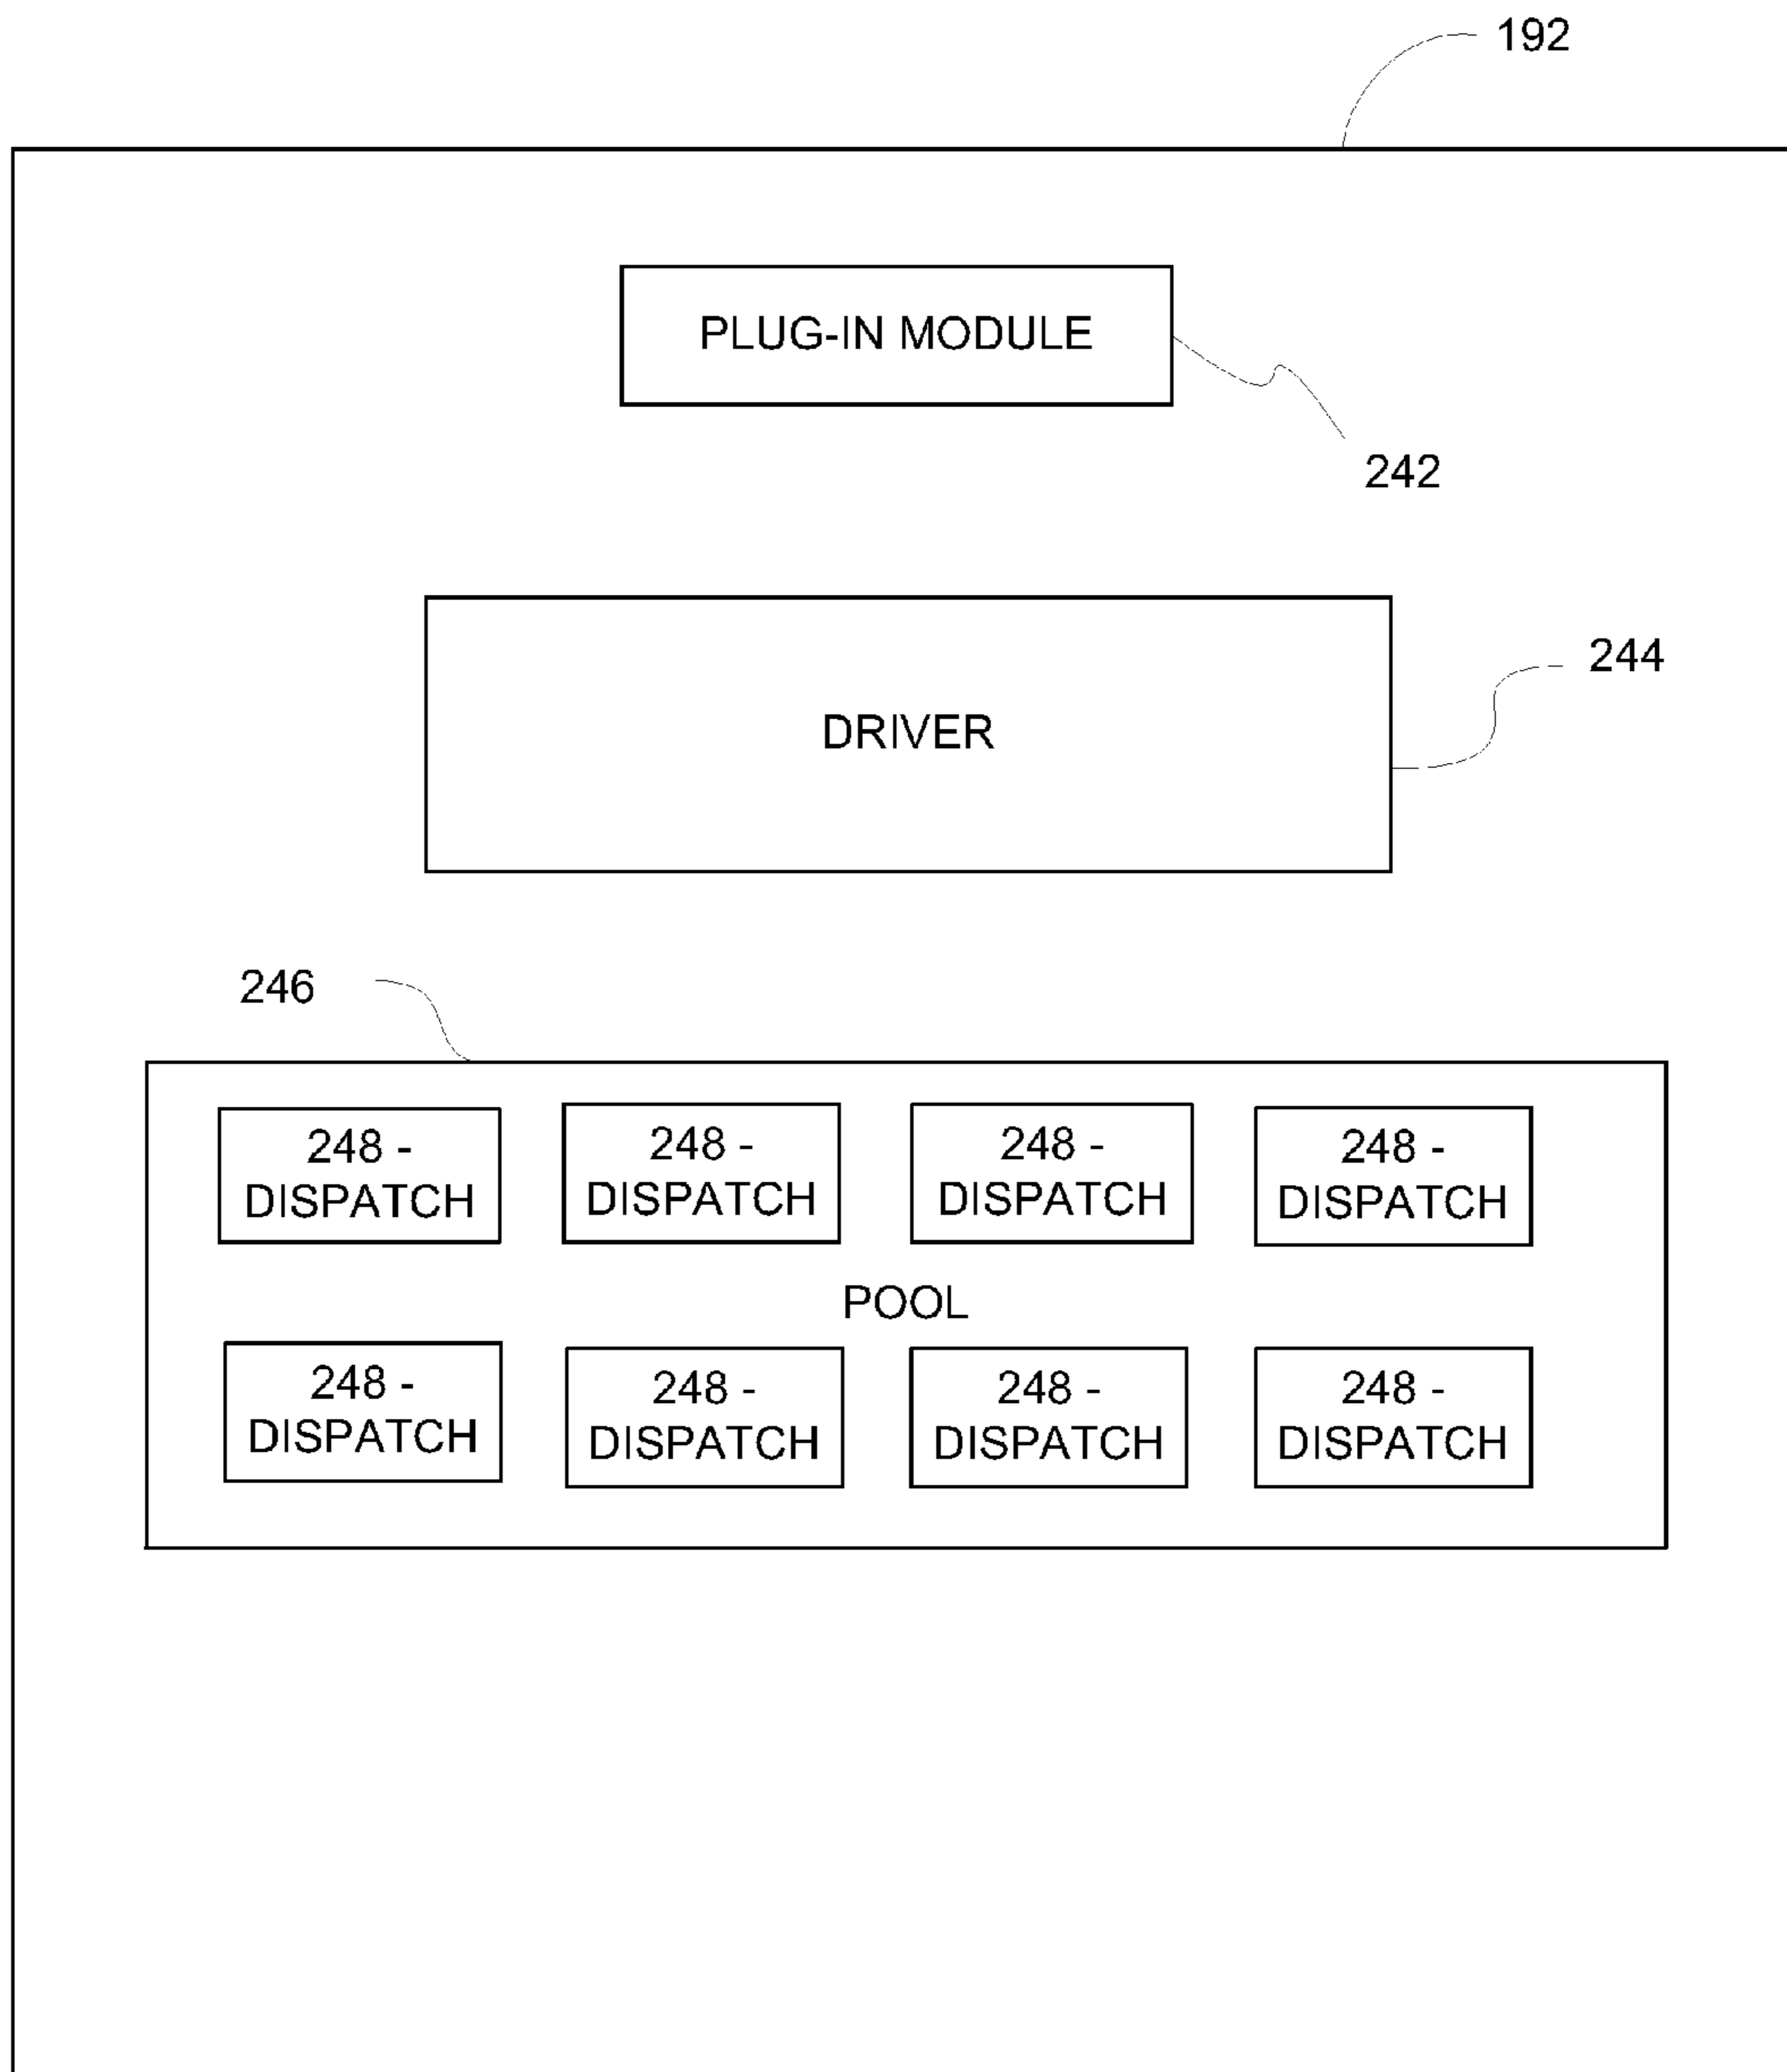 192
PLUG-IN MODULE
242
244
DRIVER
246
248 -
DISPATCH
248 -
DISPATCH
248 -
DISPATCH
248 -
DISPATCH
POOL
248 -
DISPATCH
248 -
DISPATCH
248 -
DISPATCH
248 -
DISPATCH